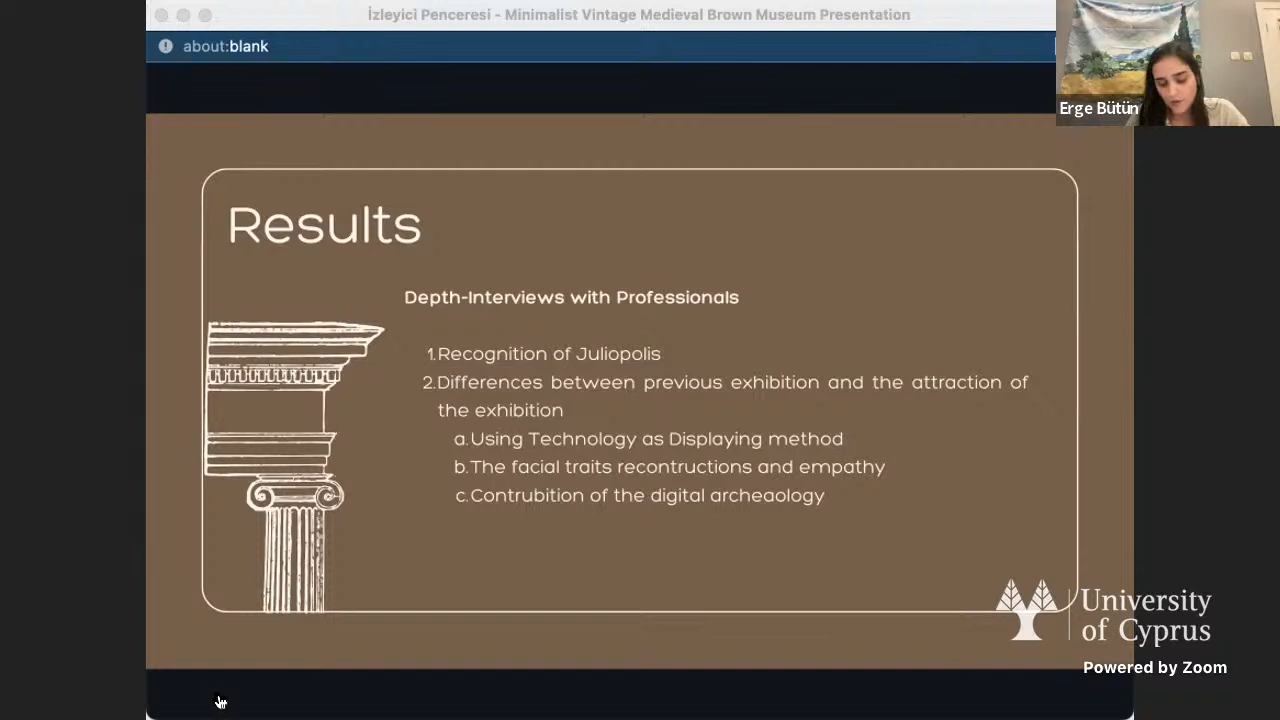 İzleyici Penceresi - Minimalist Vintage Medieval Brown Museum Presentation
about:blank
Erge Bütün
Results
Depth-Interviews with Professionals
1.Recognition of Juliopolis
2.Differences between previous exhibition and the attraction of
the exhibition
a.Using Technology as Displaying method
b.The facial traits recontructions and empathy
c.Contrubition of the digital archeaology
University
of Cyprus
Powered by Zoom